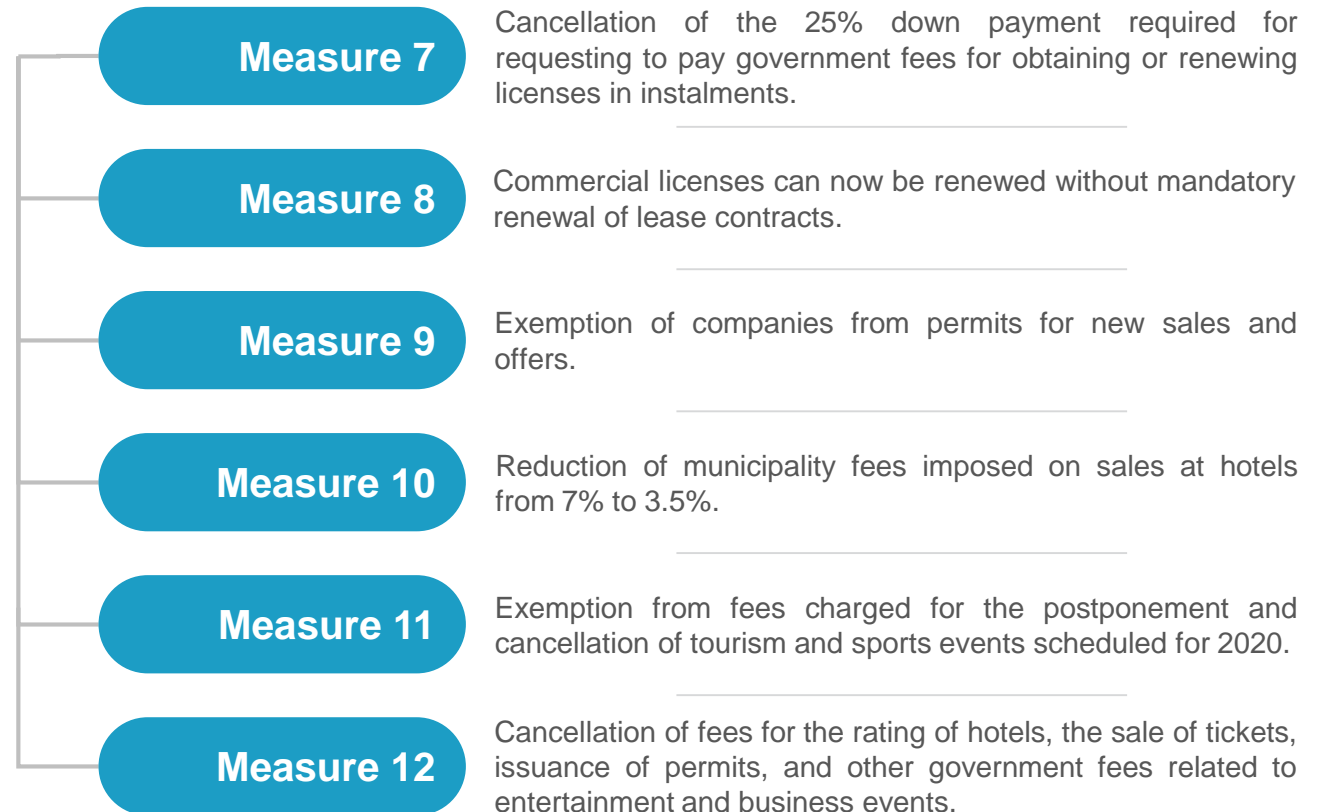 Measure 7
Cancellation of the 25% down payment required for
requesting to pay government fees for obtaining or renewing
licenses in instalments.
Measure 8
Commercial licenses can now be renewed without mandatory
renewal of lease contracts.
Measure 9
Exemption of companies from permits for new sales and
offers.
Measure 10
Reduction of municipality fees imposed on sales at hotels
from 7% to 3.5%.
Measure 11
Exemption from fees charged for the postponement and
cancellation of tourism and sports events scheduled for 2020.
Measure 12
Cancellation of fees for the rating of hotels, the sale of tickets,
issuance of permits, and other government fees related to
entertainment and business events.